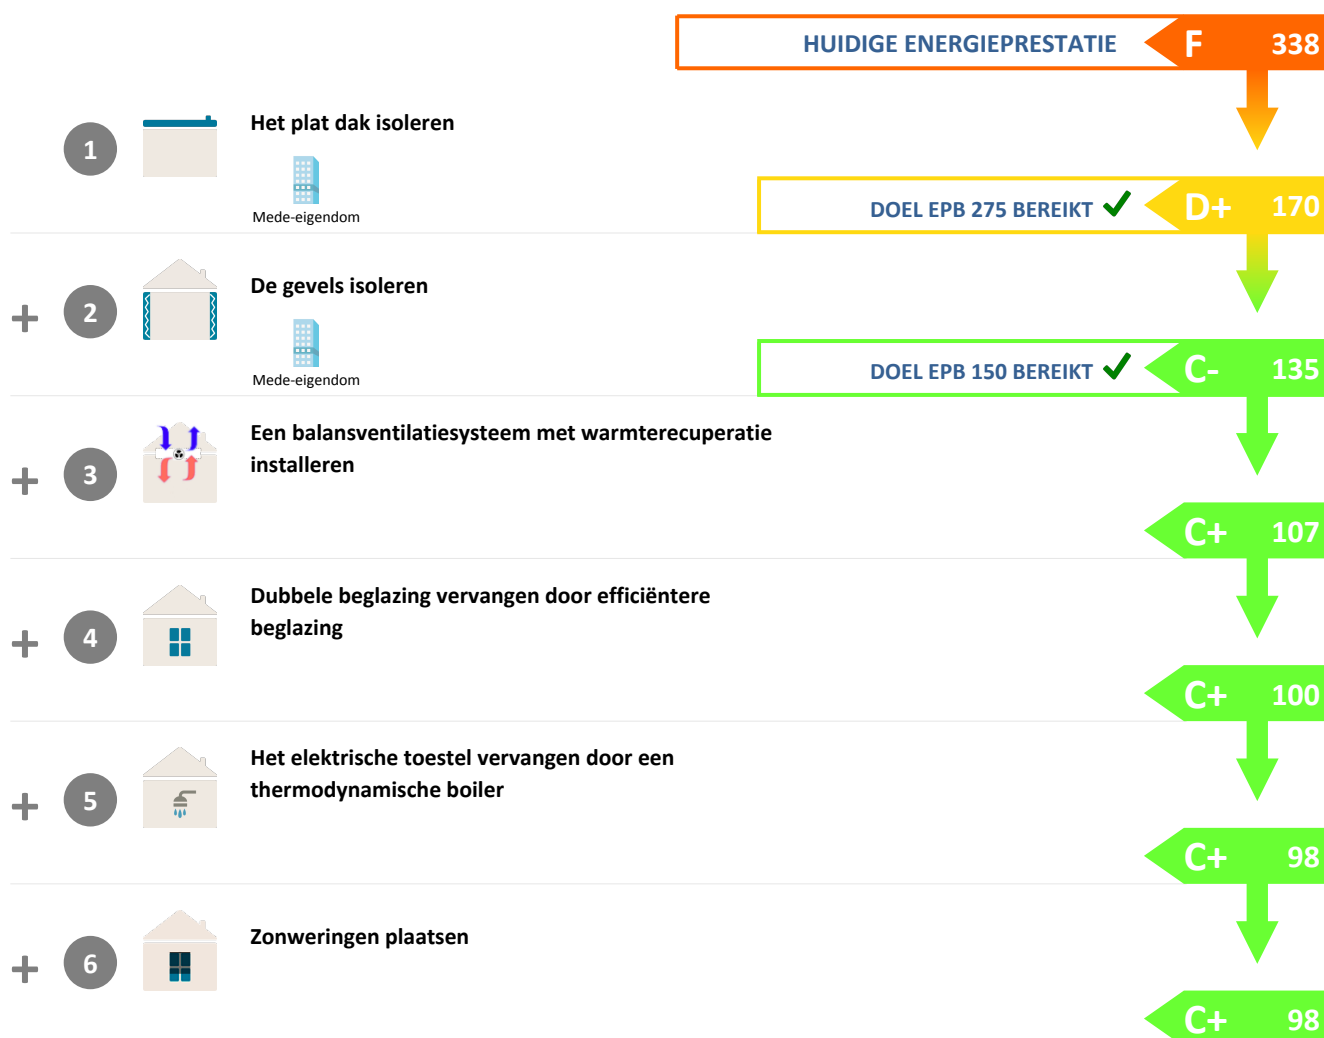 HUIDIGE ENERGIEPRESTATIE F 338
1 Het plat dak isoleren
Mede-eigendom
DOEL EPB 275 BEREIKT ✔ D+ 170
+ 2 De gevels isoleren
Mede-eigendom
DOEL EPB 150 BEREIKT ✔ C- 135
+ 3 Een balansventilatiesysteem met warmterecuperatie
installeren
C+ 107
+ 4 Dubbele beglazing vervangen door efficiëntere
beglazing
C+ 100
+ 5 Het elektrische toestel vervangen door een
thermodynamische boiler
C+ 98
+ 6 Zonweringen plaatsen
C+ 98